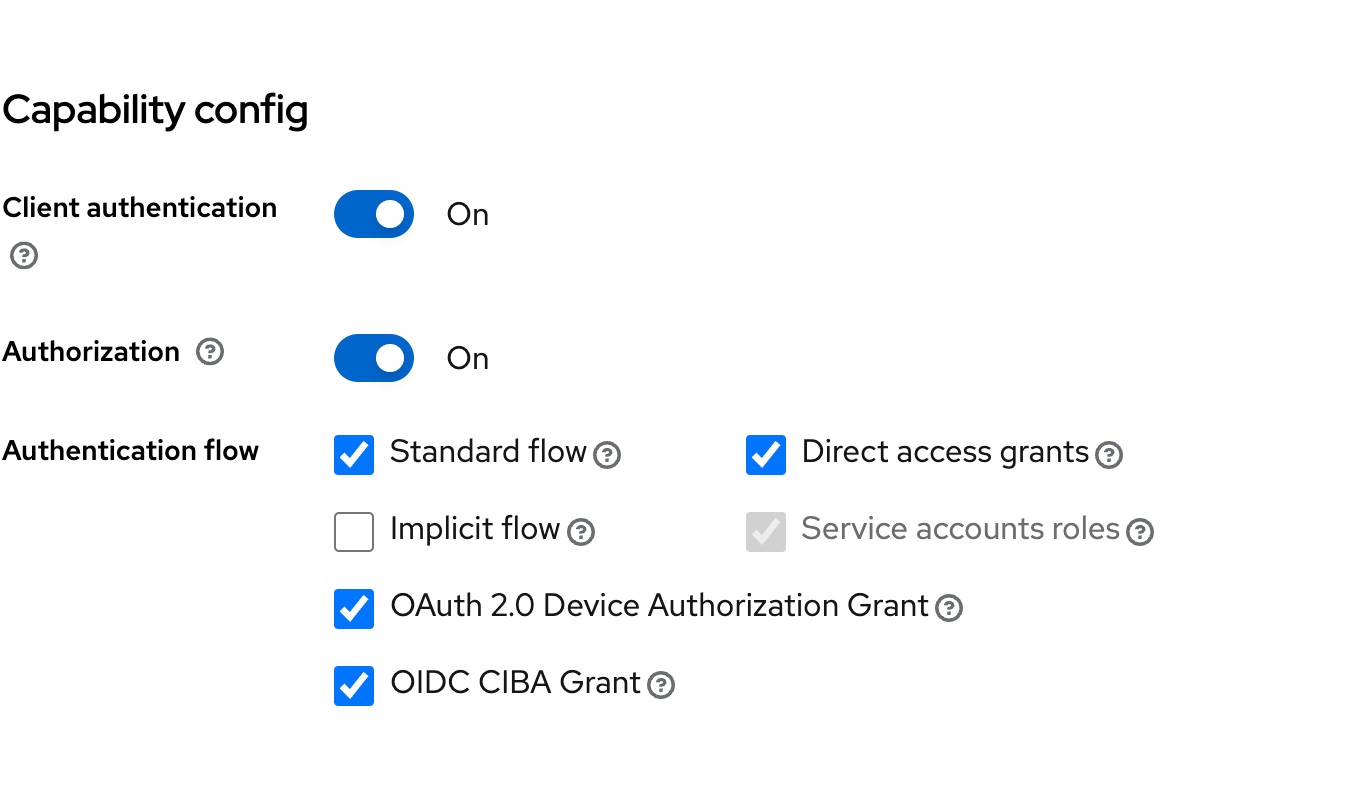 Capability config
Client authentication
On
Authorization
On
Authentication flow
Standard flow
Direct access grants
Implicit flow
Service accounts roles
OAuth 2.0 Device Authorization Grant
OIDC CIBA Grant